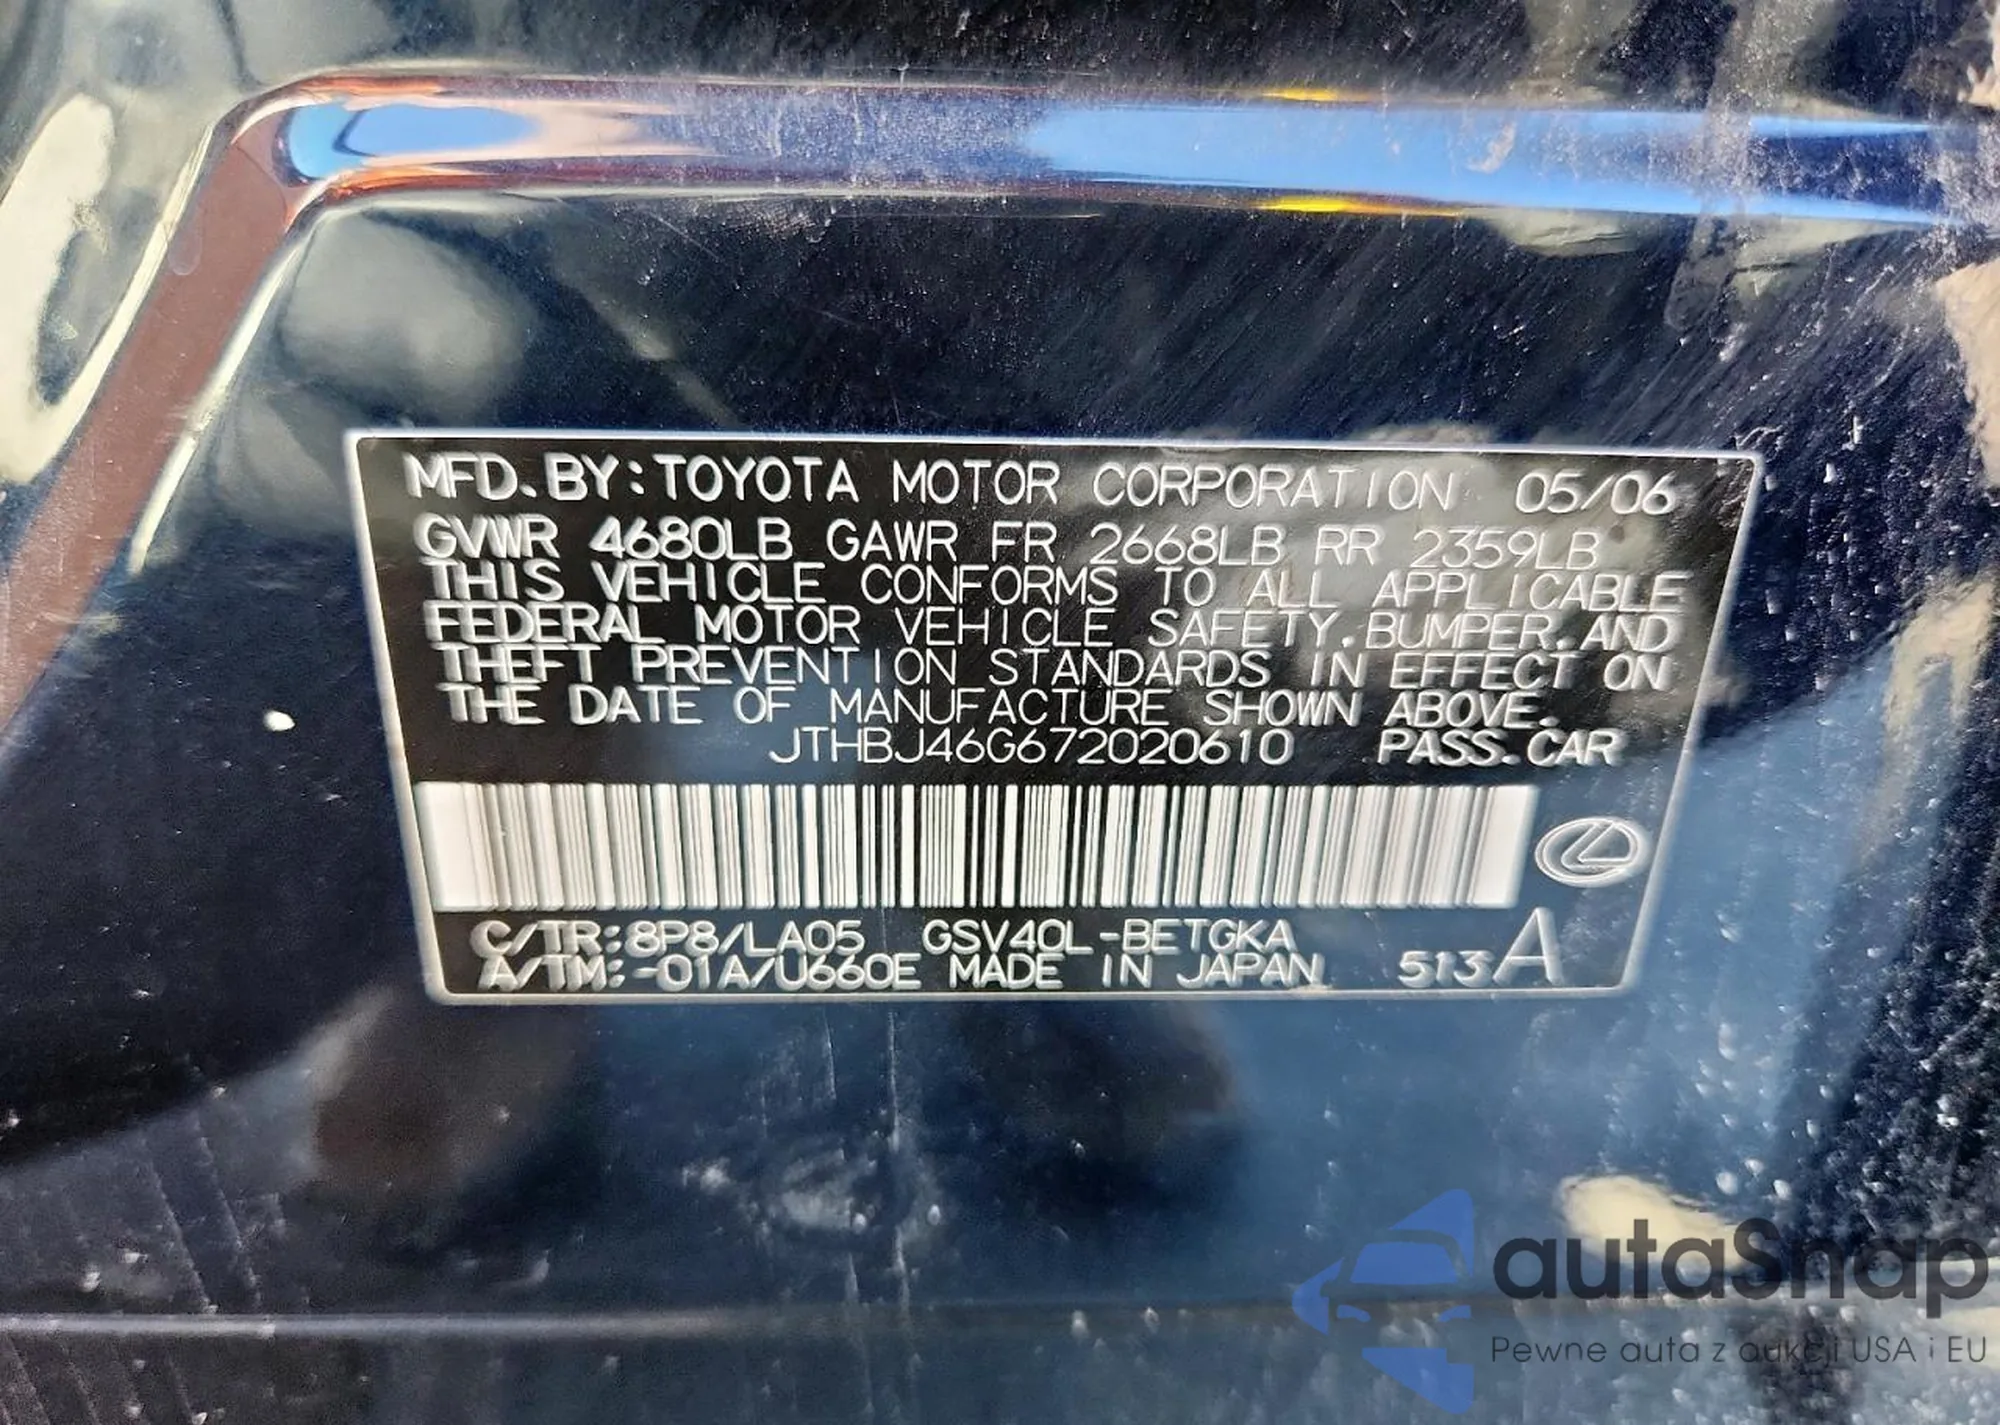 MFD. BY: TOYOTA MOTOR CORPORATION 05/06
GVWR 4680LB GAWR FR 2668LB RR 2359LB
THIS VEHICLE CONFORMS TO ALL APPLICABLE
FEDERAL MOTOR VEHICLE SAFETY, BUMPER, AND
THEFT PREVENTION STANDARDS IN EFFECT ON
THE DATE OF MANUFACTURE SHOWN ABOVE.
JTHBJ46G672020610 PASS. CAR
C/TR: 8P8/LA05 GSV40L-BETGKA
A/TM: -01A/U660E MADE IN JAPAN 513A
autaSnap
Pewne auta z aukcji USA i EU